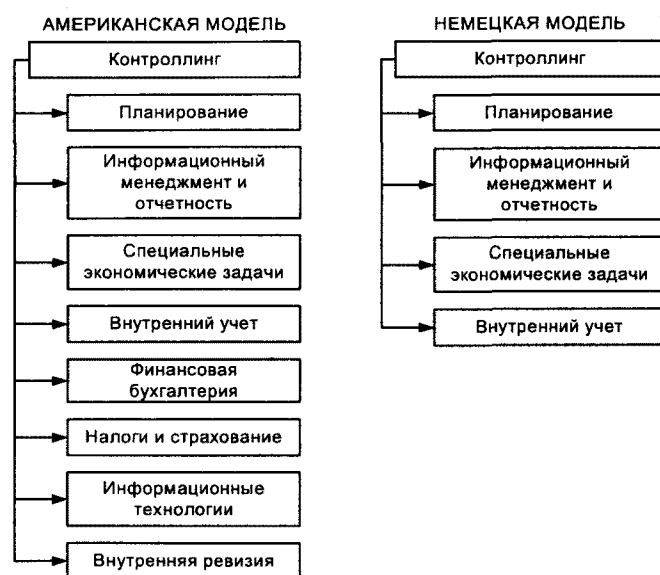 АМЕРИКАНСКАЯ МОДЕЛЬ
Контроллинг
Планирование
Информационный
менеджмент и
отчетность
Специальные
экономические задачи
Внутренний учет
Финансовая
бухгалтерия
Налоги и страхование
Информационные
технологии
Внутренняя ревизия
НЕМЕЦКАЯ МОДЕЛЬ
Контроллинг
Планирование
Информационный
менеджмент и
отчетность
Специальные
экономические задачи
Внутренний учет